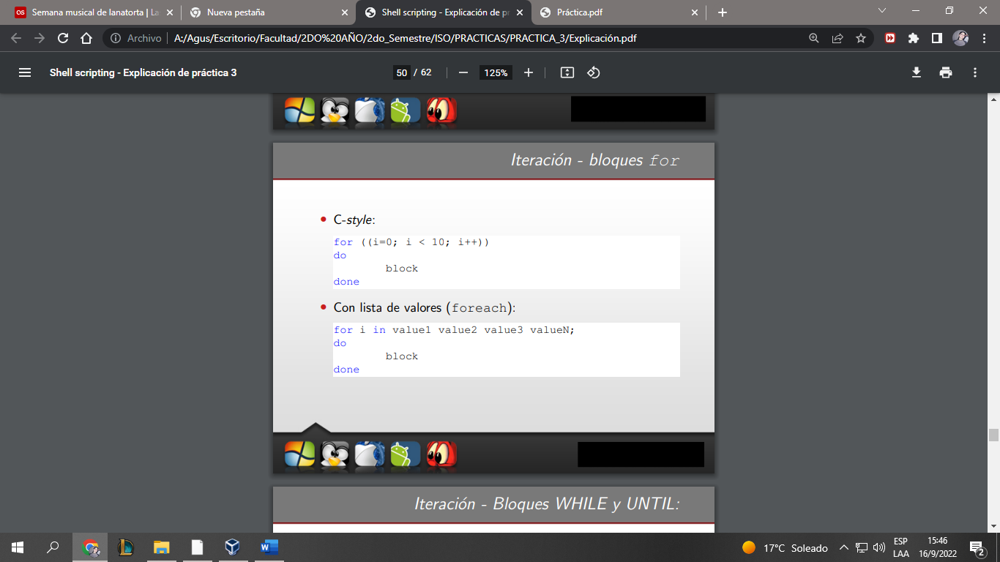 Semana musical de lanatorta | La
Nueva pestaña
Shell scripting - Explicación de pr
Práctica.pdf
Archivo
A:/Agus/Escritorio/Facultad/2DO%20AÑO/2do_Semestre/ISO/PRACTICAS/PRACTICA_3/Explicación.pdf
Shell scripting - Explicación de práctica 3
50 / 62
125%
Iteración - bloques for
C-style:
for ((i=0; i < 10; i++))
do
block
done
Con lista de valores (foreach):
for i in value1 value2 value3 valueN;
do
block
done
Iteración - Bloques WHILE y UNTIL:
17°C Soleado
ESP
LAA
15:46
16/9/2022
2